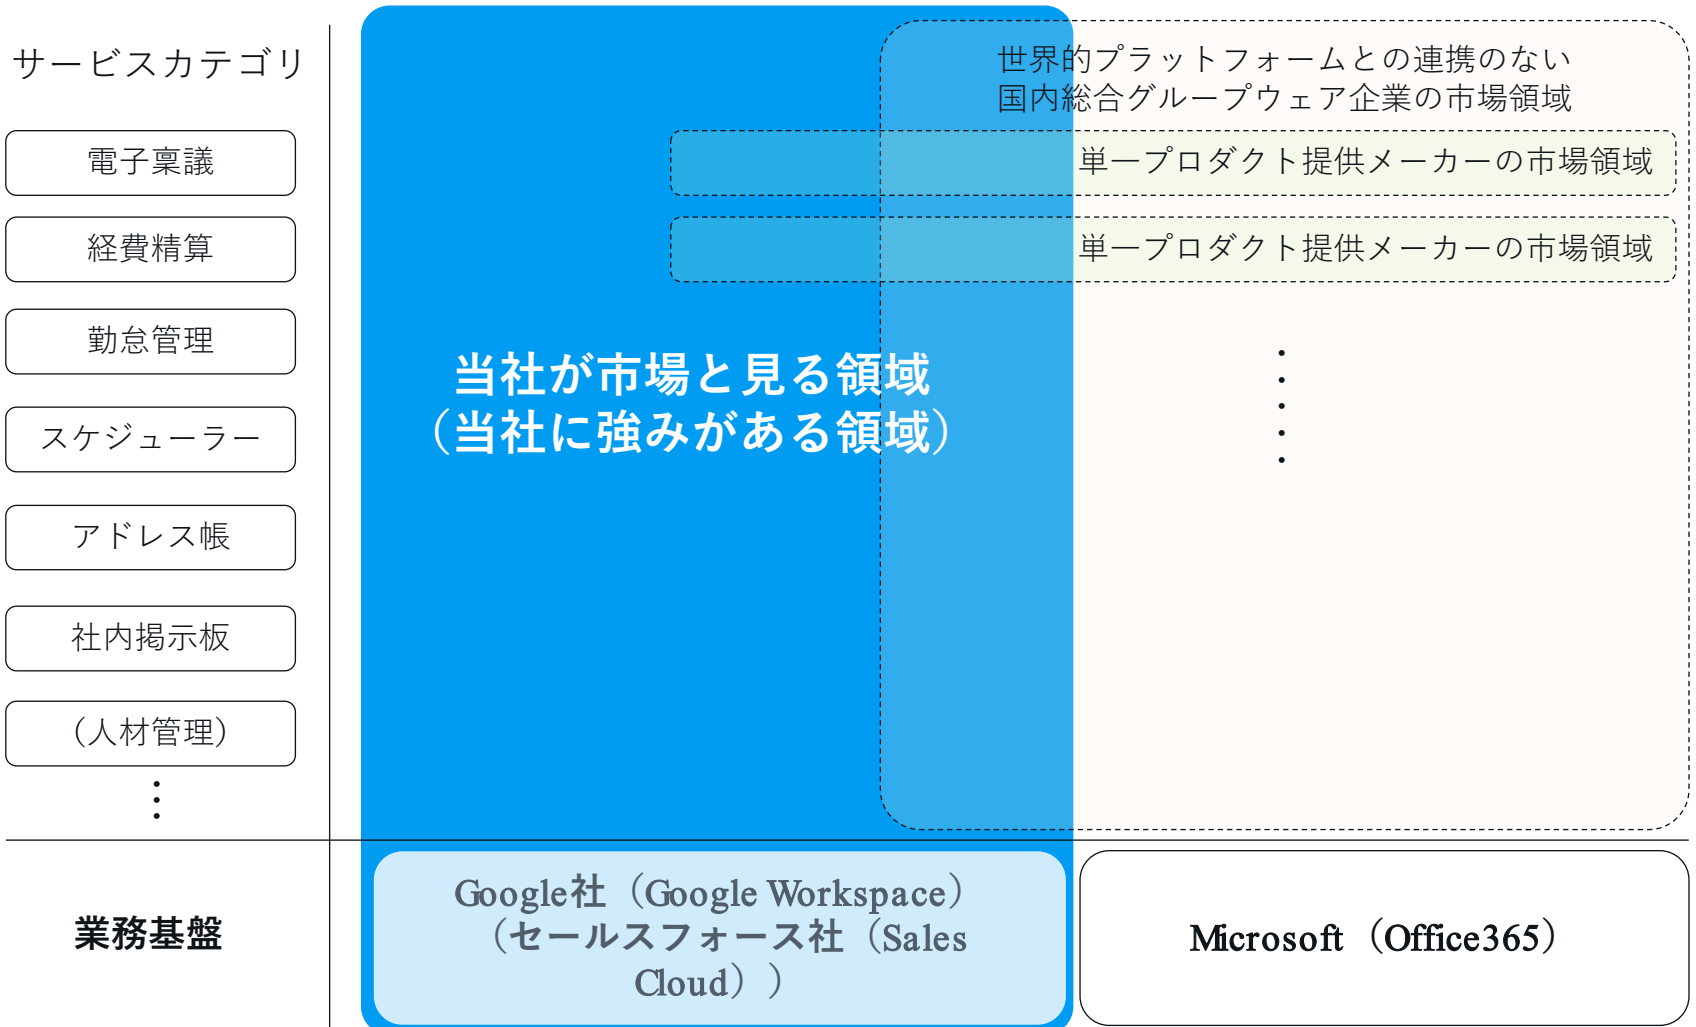 サービスカテゴリ
世界的プラットフォームとの連携のない
国内総合グループウェア企業の市場領域
電子稟議
単一プロダクト提供メーカーの市場領域
経費精算
単一プロダクト提供メーカーの市場領域
勤怠管理
当社が市場と見る領域
（当社に強みがある領域）
スケジューラー
アドレス帳
社内掲示板
（人材管理）
業務基盤
Google社（Google Workspace）
（セールスフォース社（Sales
Cloud））
Microsoft（Office365）